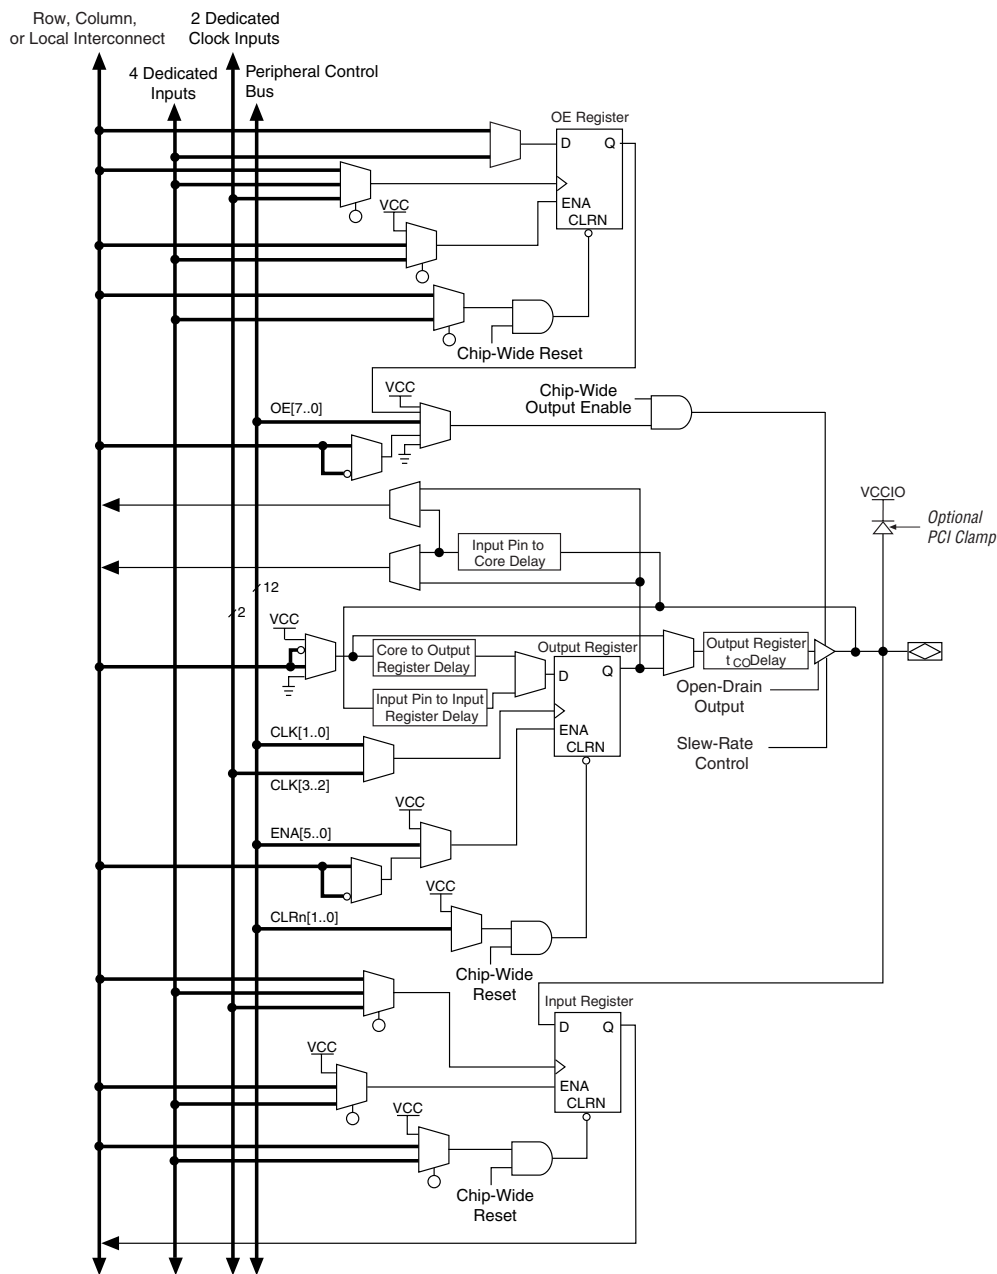 Row, Column,
or Local Interconnect
2 Dedicated
Clock Inputs
4 Dedicated
Inputs
Peripheral Control
Bus
OE Register
D Q
ENA
CLRN
VCC
Chip-Wide Reset
VCC
OE[7..0]
Chip-Wide
Output Enable
VCCIO
Optional
PCI Clamp
Input Pin to
Core Delay
12
2
VCC
Core to Output
Register Delay
Output Register
D Q
ENA
CLRN
Output Register
t CO Delay
Input Pin to Input
Register Delay
Open-Drain
Output
Slew-Rate
Control
CLK[1..0]
CLK[3..2]
VCC
ENA[5..0]
VCC
CLRn[1..0]
Chip-Wide
Reset
Input Register
D Q
ENA
CLRN
VCC
VCC
Chip-Wide
Reset